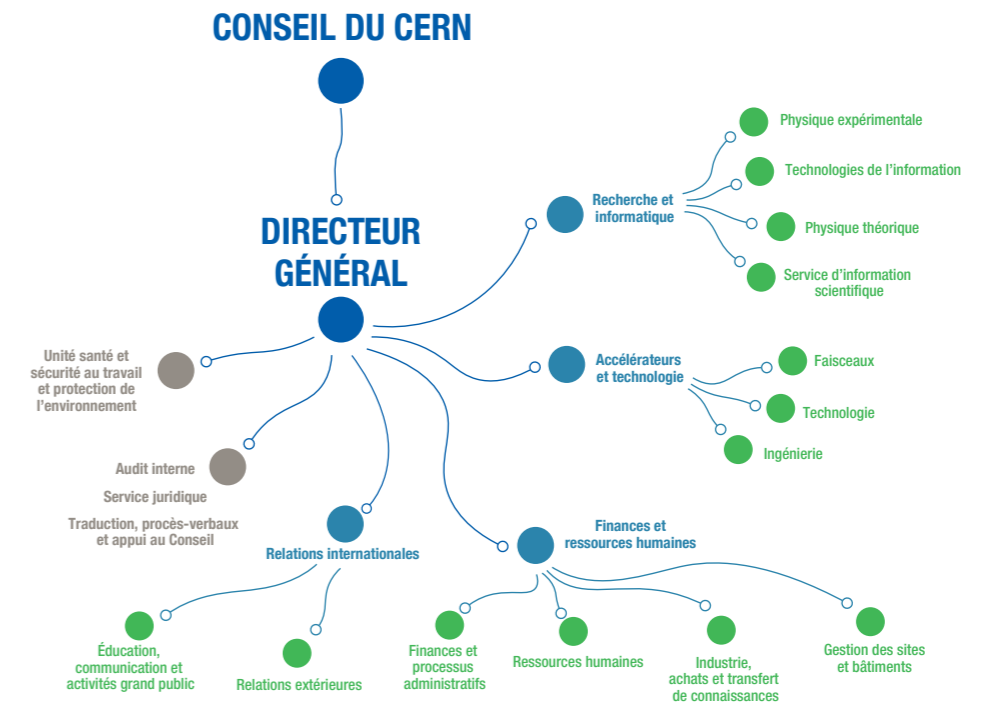 CONSEIL DU CERN
DIRECTEUR
GÉNÉRAL
Recherche et
informatique
Physique expérimentale
Technologies de l’information
Physique théorique
Service d’information
scientifique
Accélérateurs
et technologie
Faisceaux
Technologie
Ingénierie
Unité santé et
sécurité au travail
et protection de
l’environnement
Audit interne
Service juridique
Traduction, procès-verbaux
et appui au Conseil
Relations internationales
Éducation,
communication et
activités grand public
Relations extérieures
Finances et
ressources humaines
Finances et
processus
administratifs
Ressources humaines
Industrie,
achats et transfert
de connaissances
Gestion des sites
et bâtiments